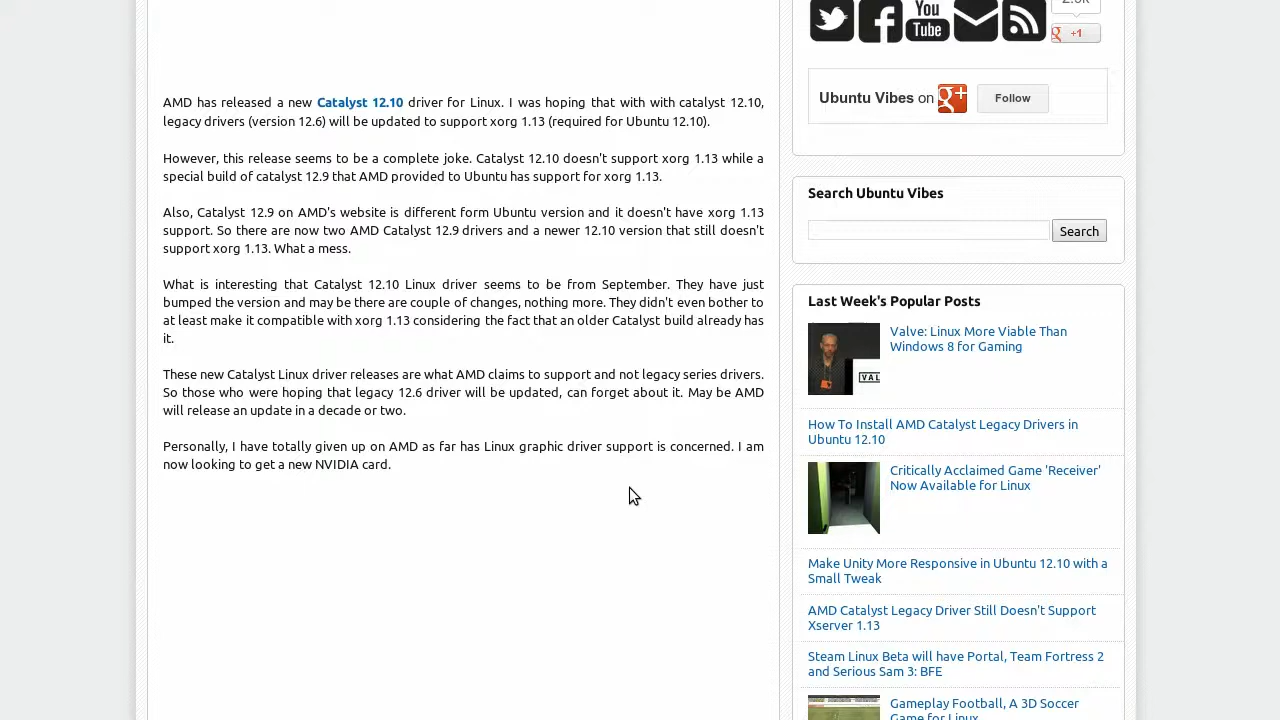 AMD has released a new Catalyst 12.10 driver for Linux. I was hoping that with with catalyst 12.10,
legacy drivers (version 12.6) will be updated to support xorg 1.13 (required for Ubuntu 12.10).
However, this release seems to be a complete joke. Catalyst 12.10 doesn't support xorg 1.13 while a
special build of catalyst 12.9 that AMD provided to Ubuntu has support for xorg 1.13.
Also, Catalyst 12.9 on AMD's website is different form Ubuntu version and it doesn't have xorg 1.13
support. So there are now two AMD Catalyst 12.9 drivers and a newer 12.10 version that still doesn't
support xorg 1.13. What a mess.
What is interesting that Catalyst 12.10 Linux driver seems to be from September. They have just
bumped the version and may be there are couple of changes, nothing more. They didn't even bother to
at least make it compatible with xorg 1.13 considering the fact that an older Catalyst build already has
it.
These new Catalyst Linux driver releases are what AMD claims to support and not legacy series drivers.
So those who were hoping that legacy 12.6 driver will be updated, can forget about it. May be AMD
will release an update in a decade or two.
Personally, I have totally given up on AMD as far has Linux graphic driver support is concerned. I am
now looking to get a new NVIDIA card.
You
Tube
g +1
Ubuntu Vibes on g+ Follow
Search Ubuntu Vibes
Search
Last Week's Popular Posts
Valve: Linux More Viable Than
Windows 8 for Gaming
VAL
How To Install AMD Catalyst Legacy Drivers in
Ubuntu 12.10
Critically Acclaimed Game 'Receiver'
Now Available for Linux
Make Unity More Responsive in Ubuntu 12.10 with a
Small Tweak
AMD Catalyst Legacy Driver Still Doesn't Support
Xserver 1.13
Steam Linux Beta will have Portal, Team Fortress 2
and Serious Sam 3: BFE
Gameplay Football, A 3D Soccer
Game for Linux